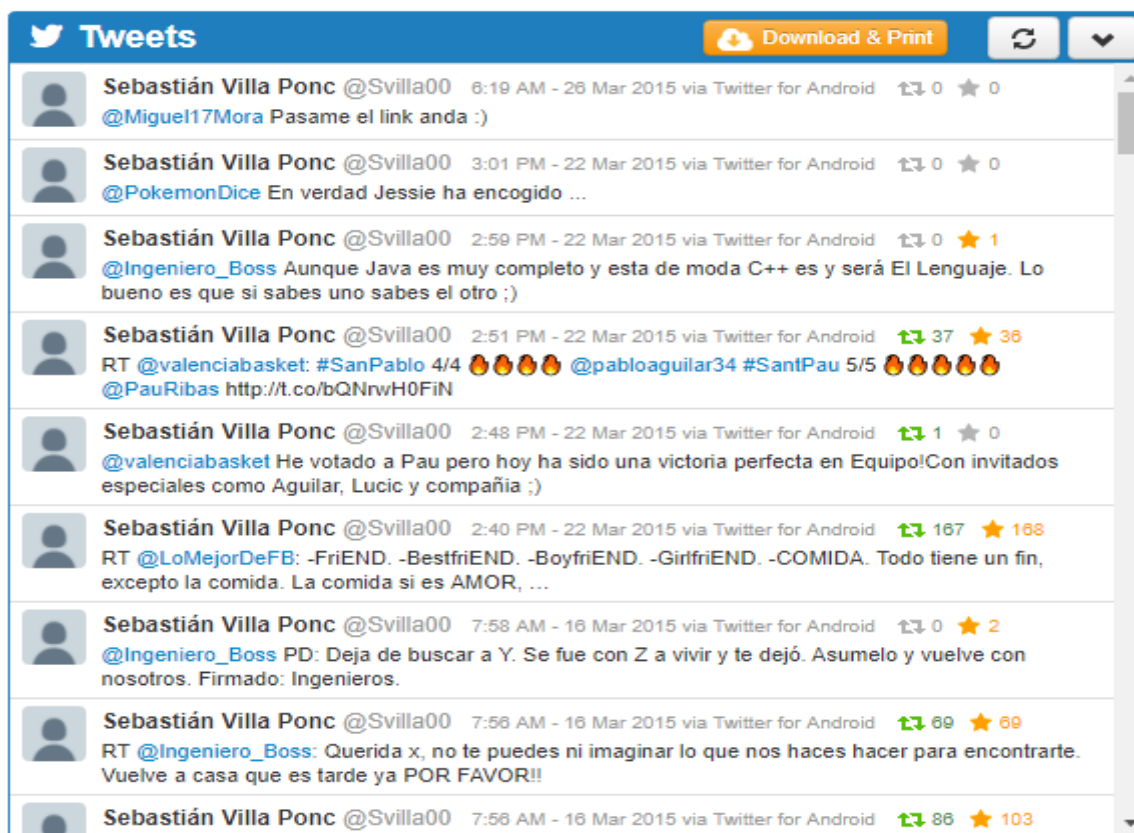 Tweets
Download & Print
Sebastián Villa Ponc @Svilla00 6:19 AM - 26 Mar 2015 via Twitter for Android 0 0
@Miguel17Mora Pasame el link anda :)
Sebastián Villa Ponc @Svilla00 3:01 PM - 22 Mar 2015 via Twitter for Android 0 0
@PokemonDice En verdad Jessie ha encogido ...
Sebastián Villa Ponc @Svilla00 2:59 PM - 22 Mar 2015 via Twitter for Android 0 1
@Ingeniero_Boss Aunque Java es muy completo y esta de moda C++ es y será El Lenguaje. Lo
bueno es que si sabes uno sabes el otro ;)
Sebastián Villa Ponc @Svilla00 2:51 PM - 22 Mar 2015 via Twitter for Android 37 36
RT @valenciabasket: #SanPablo 4/4 🔥🔥🔥🔥 @pabloaguilar34 #SantPau 5/5 🔥🔥🔥🔥🔥
@PauRibas http://t.co/bQNrwH0FiN
Sebastián Villa Ponc @Svilla00 2:48 PM - 22 Mar 2015 via Twitter for Android 1 0
@valenciabasket He votado a Pau pero hoy ha sido una victoria perfecta en Equipo!Con invitados
especiales como Aguilar, Lucic y compañia ;)
Sebastián Villa Ponc @Svilla00 2:40 PM - 22 Mar 2015 via Twitter for Android 167 168
RT @LoMejorDeFB: -FriEND. -BestfriEND. -BoyfriEND. -GirlfriEND. -COMIDA. Todo tiene un fin,
excepto la comida. La comida si es AMOR, ...
Sebastián Villa Ponc @Svilla00 7:58 AM - 16 Mar 2015 via Twitter for Android 0 2
@Ingeniero_Boss PD: Deja de buscar a Y. Se fue con Z a vivir y te dejó. Asumelo y vuelve con
nosotros. Firmado: Ingenieros.
Sebastián Villa Ponc @Svilla00 7:56 AM - 16 Mar 2015 via Twitter for Android 69 69
RT @Ingeniero_Boss: Querida x, no te puedes ni imaginar lo que nos haces hacer para encontrarte.
Vuelve a casa que es tarde ya POR FAVOR!!
Sebastián Villa Ponc @Svilla00 7:56 AM - 16 Mar 2015 via Twitter for Android 86 103